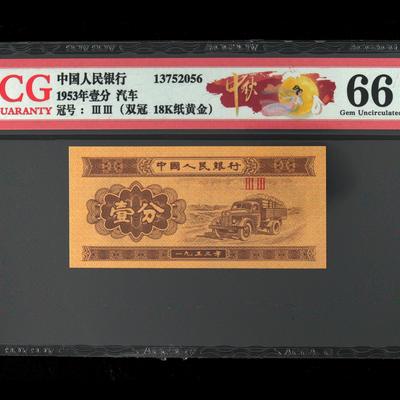 CG
GUARANTY
中国人民银行 13752056
1953年壹分 汽车
冠号： ⅢⅢ（双冠 18K纸黄金）
中秋
66
Gem Uncirculated
中國人民銀行
ⅢⅢ
壹分
一九五三年